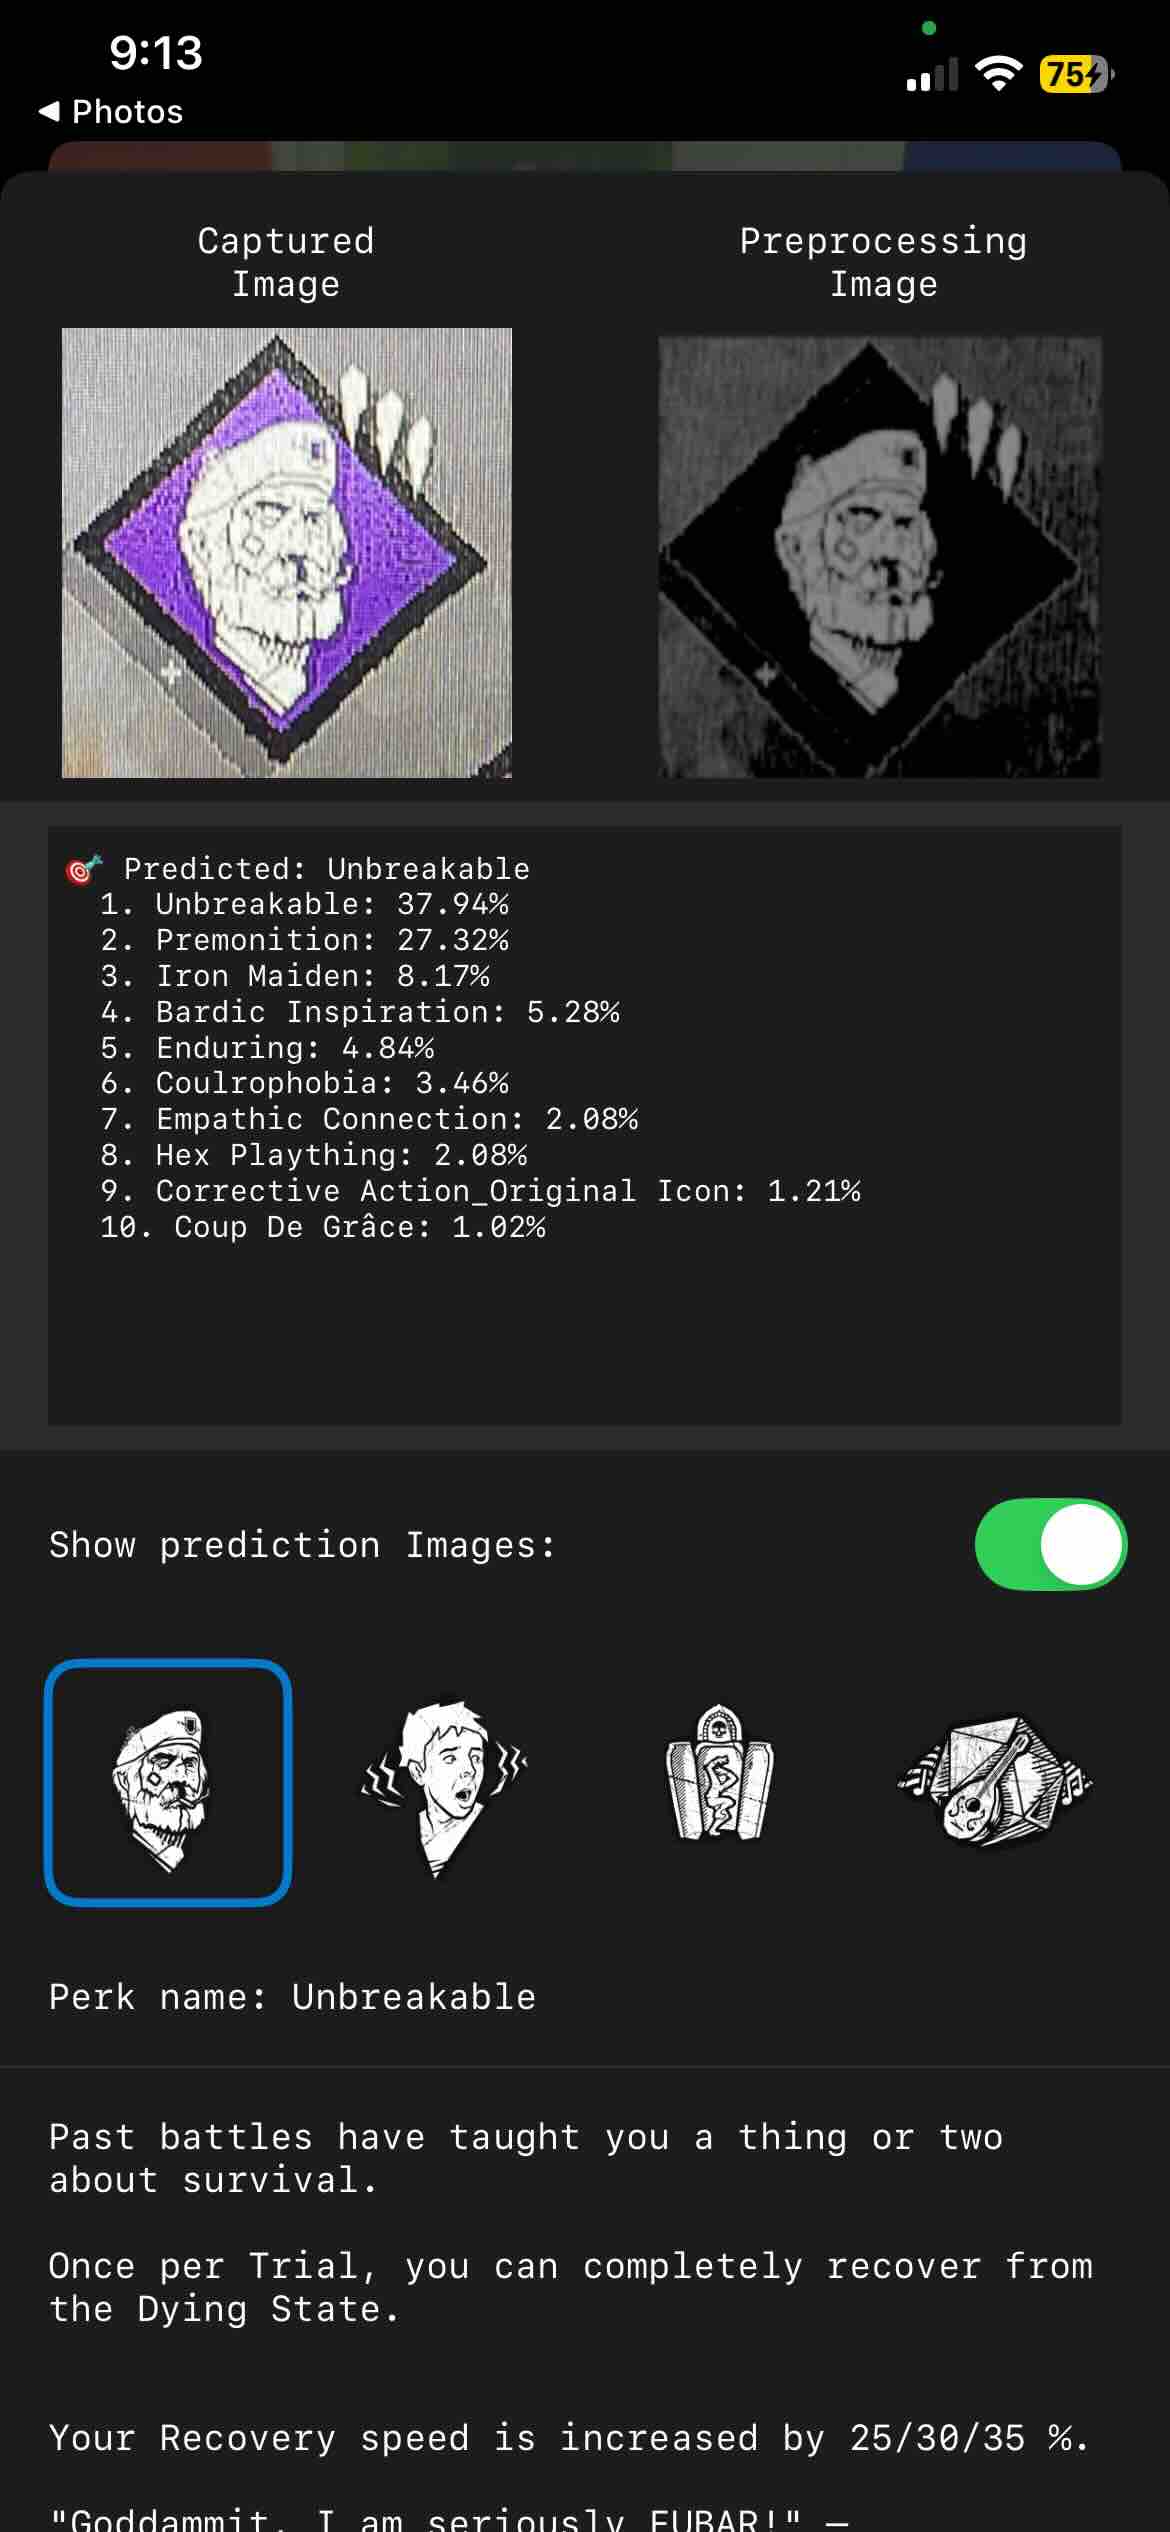 9:13
75
◀ Photos
Captured
Image
Preprocessing
Image
🎯 Predicted: Unbreakable
1. Unbreakable: 37.94%
2. Premonition: 27.32%
3. Iron Maiden: 8.17%
4. Bardic Inspiration: 5.28%
5. Enduring: 4.84%
6. Coulrophobia: 3.46%
7. Empathic Connection: 2.08%
8. Hex Plaything: 2.08%
9. Corrective Action_Original Icon: 1.21%
10. Coup De Grâce: 1.02%
Show prediction Images:
Perk name: Unbreakable
Past battles have taught you a thing or two
about survival.
Once per Trial, you can completely recover from
the Dying State.
Your Recovery speed is increased by 25/30/35 %.
"Goddammit, I am seriously FUBAR!" —